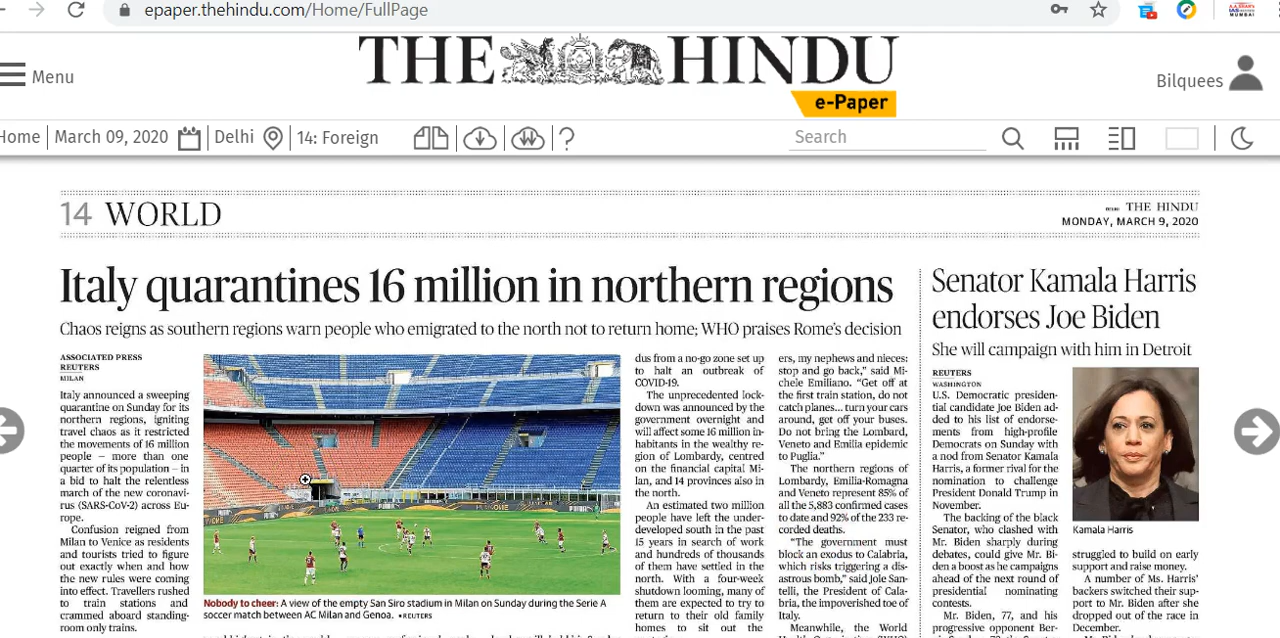 epaper.thehindu.com/Home/FullPage
Menu
THE HINDU
e-Paper
Bilquees
Home
March 09, 2020
Delhi
14: Foreign
?
Search
14 WORLD
THE HINDU
MONDAY, MARCH 9, 2020
Italy quarantines 16 million in northern regions
Chaos reigns as southern regions warn people who emigrated to the north not to return home; WHO praises Rome's decision
ASSOCIATED PRESS
REUTERS
MILAN
Italy announced a sweeping
quarantine on Sunday for its
northern regions, igniting
travel chaos as it restricted
the movements of 16 million
people – more than one
quarter of its population – in
a bid to halt the relentless
march of the new coronavi-
rus (SARS-CoV-2) across Eu-
rope.
Confusion reigned from
Milan to Venice as residents
and tourists tried to figure
out exactly when and how
the new rules were coming
into effect. Travellers rushed
to train stations and
crammed aboard standing-
room only trains.
Nobody to cheer: A view of the empty San Siro stadium in Milan on Sunday during the Serie A
soccer match between AC Milan and Genoa. •REUTERS
dus from a no-go zone set up
to halt an outbreak of
COVID-19.
The unprecedented lock-
down was announced by the
government overnight and
will affect some 16 million in-
habitants in the wealthy re-
gion of Lombardy, centred
on the financial capital Mi-
lan, and 14 provinces also in
the north.
An estimated two million
people have left the under-
developed south in the past
15 years in search of work
and hundreds of thousands
of them have settled in the
north. With a four-week
shutdown looming, many of
them are expected to try to
return to their old family
homes to sit out the
ers, my nephews and nieces:
stop and go back," said Mi-
chele Emiliano. "Get off at
the first train station, do not
catch planes... turn your cars
around, get off your buses.
Do not bring the Lombard,
Veneto and Emilia epidemic
to Puglia."
The northern regions of
Lombardy, Emilia-Romagna
and Veneto represent 85% of
all the 5,883 confirmed cases
to date and 92% of the 233 re-
corded deaths.
"The government must
block an exodus to Calabria,
which risks triggering a dis-
astrous bomb," said Jole San-
telli, the President of Cala-
bria, the impoverished toe of
Italy.
Meanwhile, the World
Senator Kamala Harris
endorses Joe Biden
She will campaign with him in Detroit
REUTERS
WASHINGTON
U.S. Democratic presiden-
tial candidate Joe Biden ad-
ded to his list of endorse-
ments from high-profile
Democrats on Sunday with
a nod from Senator Kamala
Harris, a former rival for the
nomination to challenge
President Donald Trump in
November.
The backing of the black
Senator, who clashed with
Mr. Biden sharply during
debates, could give Mr. Bi-
den a boost as he campaigns
ahead of the next round of
presidential nominating
contests.
Mr. Biden, 77, and his
progressive opponent Ber-
Kamala Harris
struggled to build on early
support and raise money.
A number of Ms. Harris'
backers switched their sup-
port to Mr. Biden after she
dropped out of the race in
December.